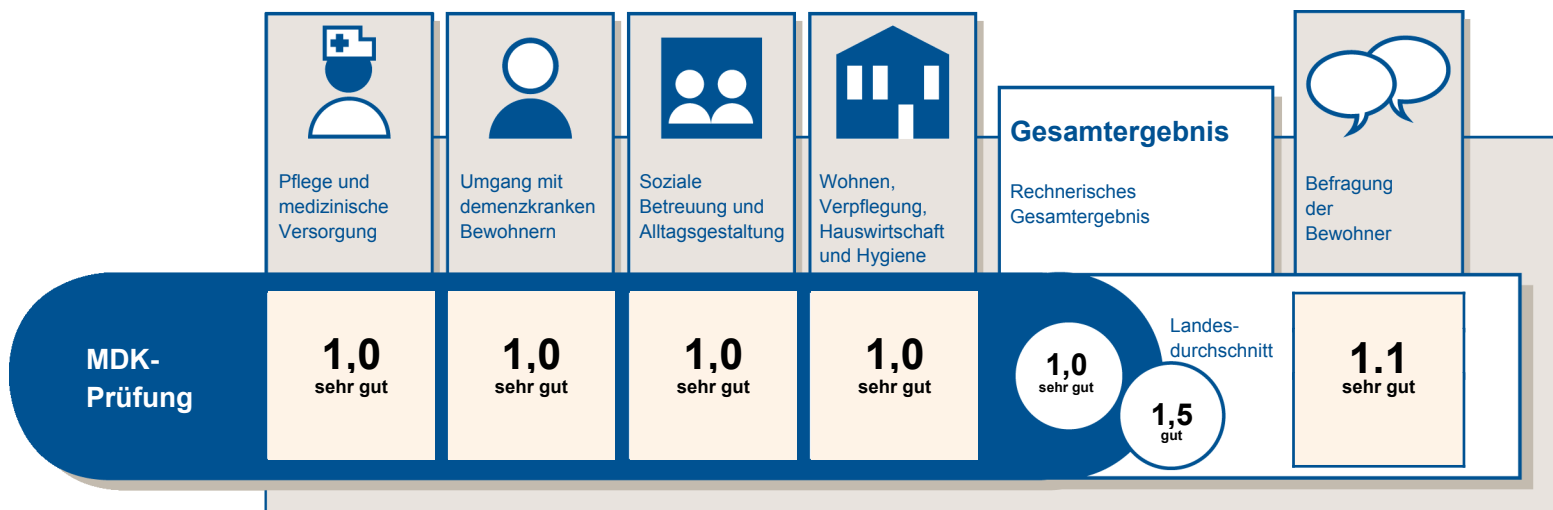 Pflege und
medizinische
Versorgung
Umgang mit
demenzkranken
Bewohnern
Soziale
Betreuung und
Alltagsgestaltung
Wohnen,
Verpflegung,
Hauswirtschaft
und Hygiene
Gesamtergebnis
Rechnerisches
Gesamtergebnis
Befragung
der
Bewohner
MDK-
Prüfung
1,0
sehr gut
1,0
sehr gut
1,0
sehr gut
1,0
sehr gut
1,0
sehr gut
Landes-
durchschnitt
1,5
gut
1.1
sehr gut